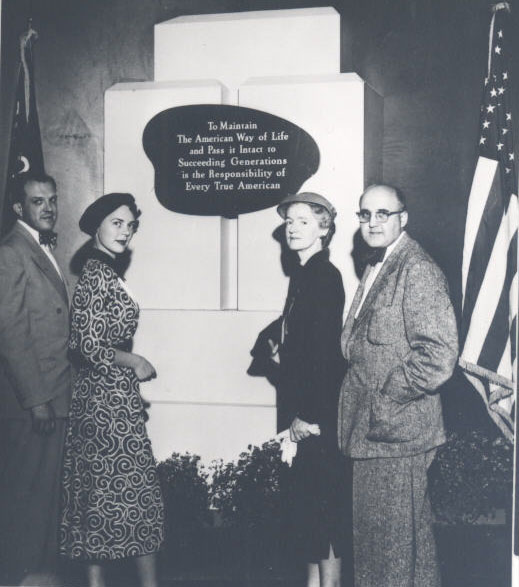 To Maintain
The American Way of Life
and Pass it Intact to
Succeeding Generations
is the Responsibility of
Every True American